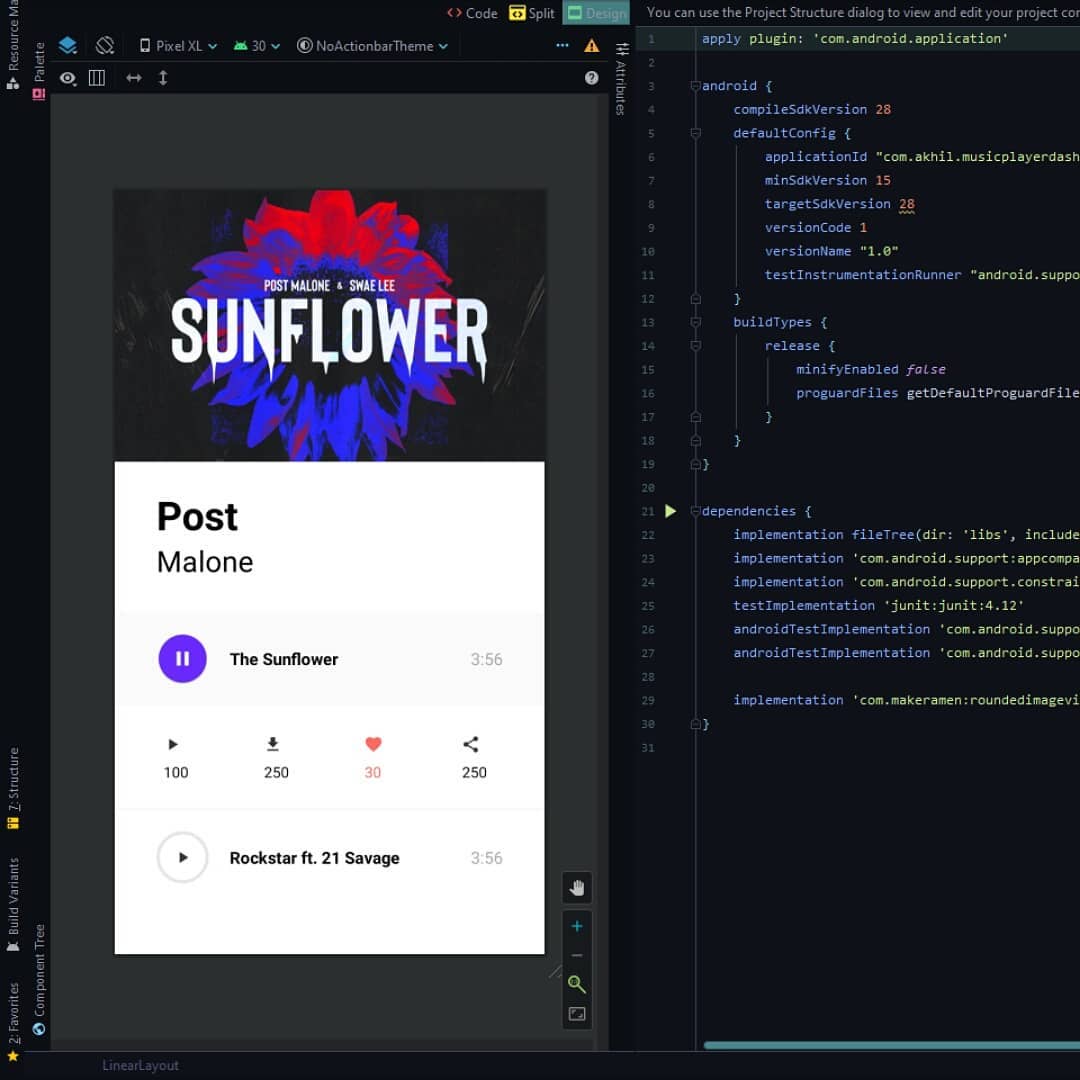 Code Split Design
Pixel XL 30 NoActionbarTheme
Palette
Attributes
7: Structure
Build Variants
2: Favorites
Component Tree
POST MALONE & SWAE LEE
SUNFLOWER
Post
Malone
The Sunflower 3:56
100 250 30 250
Rockstar ft. 21 Savage 3:56
LinearLayout
You can use the Project Structure dialog to view and edit your project
1 apply plugin: 'com.android.application'
2
3 android {
4 compileSdkVersion 28
5 defaultConfig {
6 applicationId "com.akhil.musicplayerdash
7 minSdkVersion 15
8 targetSdkVersion 28
9 versionCode 1
10 versionName "1.0"
11 testInstrumentationRunner "android.suppo
12 }
13 buildTypes {
14 release {
15 minifyEnabled false
16 proguardFiles getDefaultProguardFile
17 }
18 }
19 }
20
21 dependencies {
22 implementation fileTree(dir: 'libs', include
23 implementation 'com.android.support:appcompa
24 implementation 'com.android.support.constrai
25 testImplementation 'junit:junit:4.12'
26 androidTestImplementation 'com.android.suppo
27 androidTestImplementation 'com.android.suppo
28
29 implementation 'com.makeramen:roundedimagevi
30 }
31